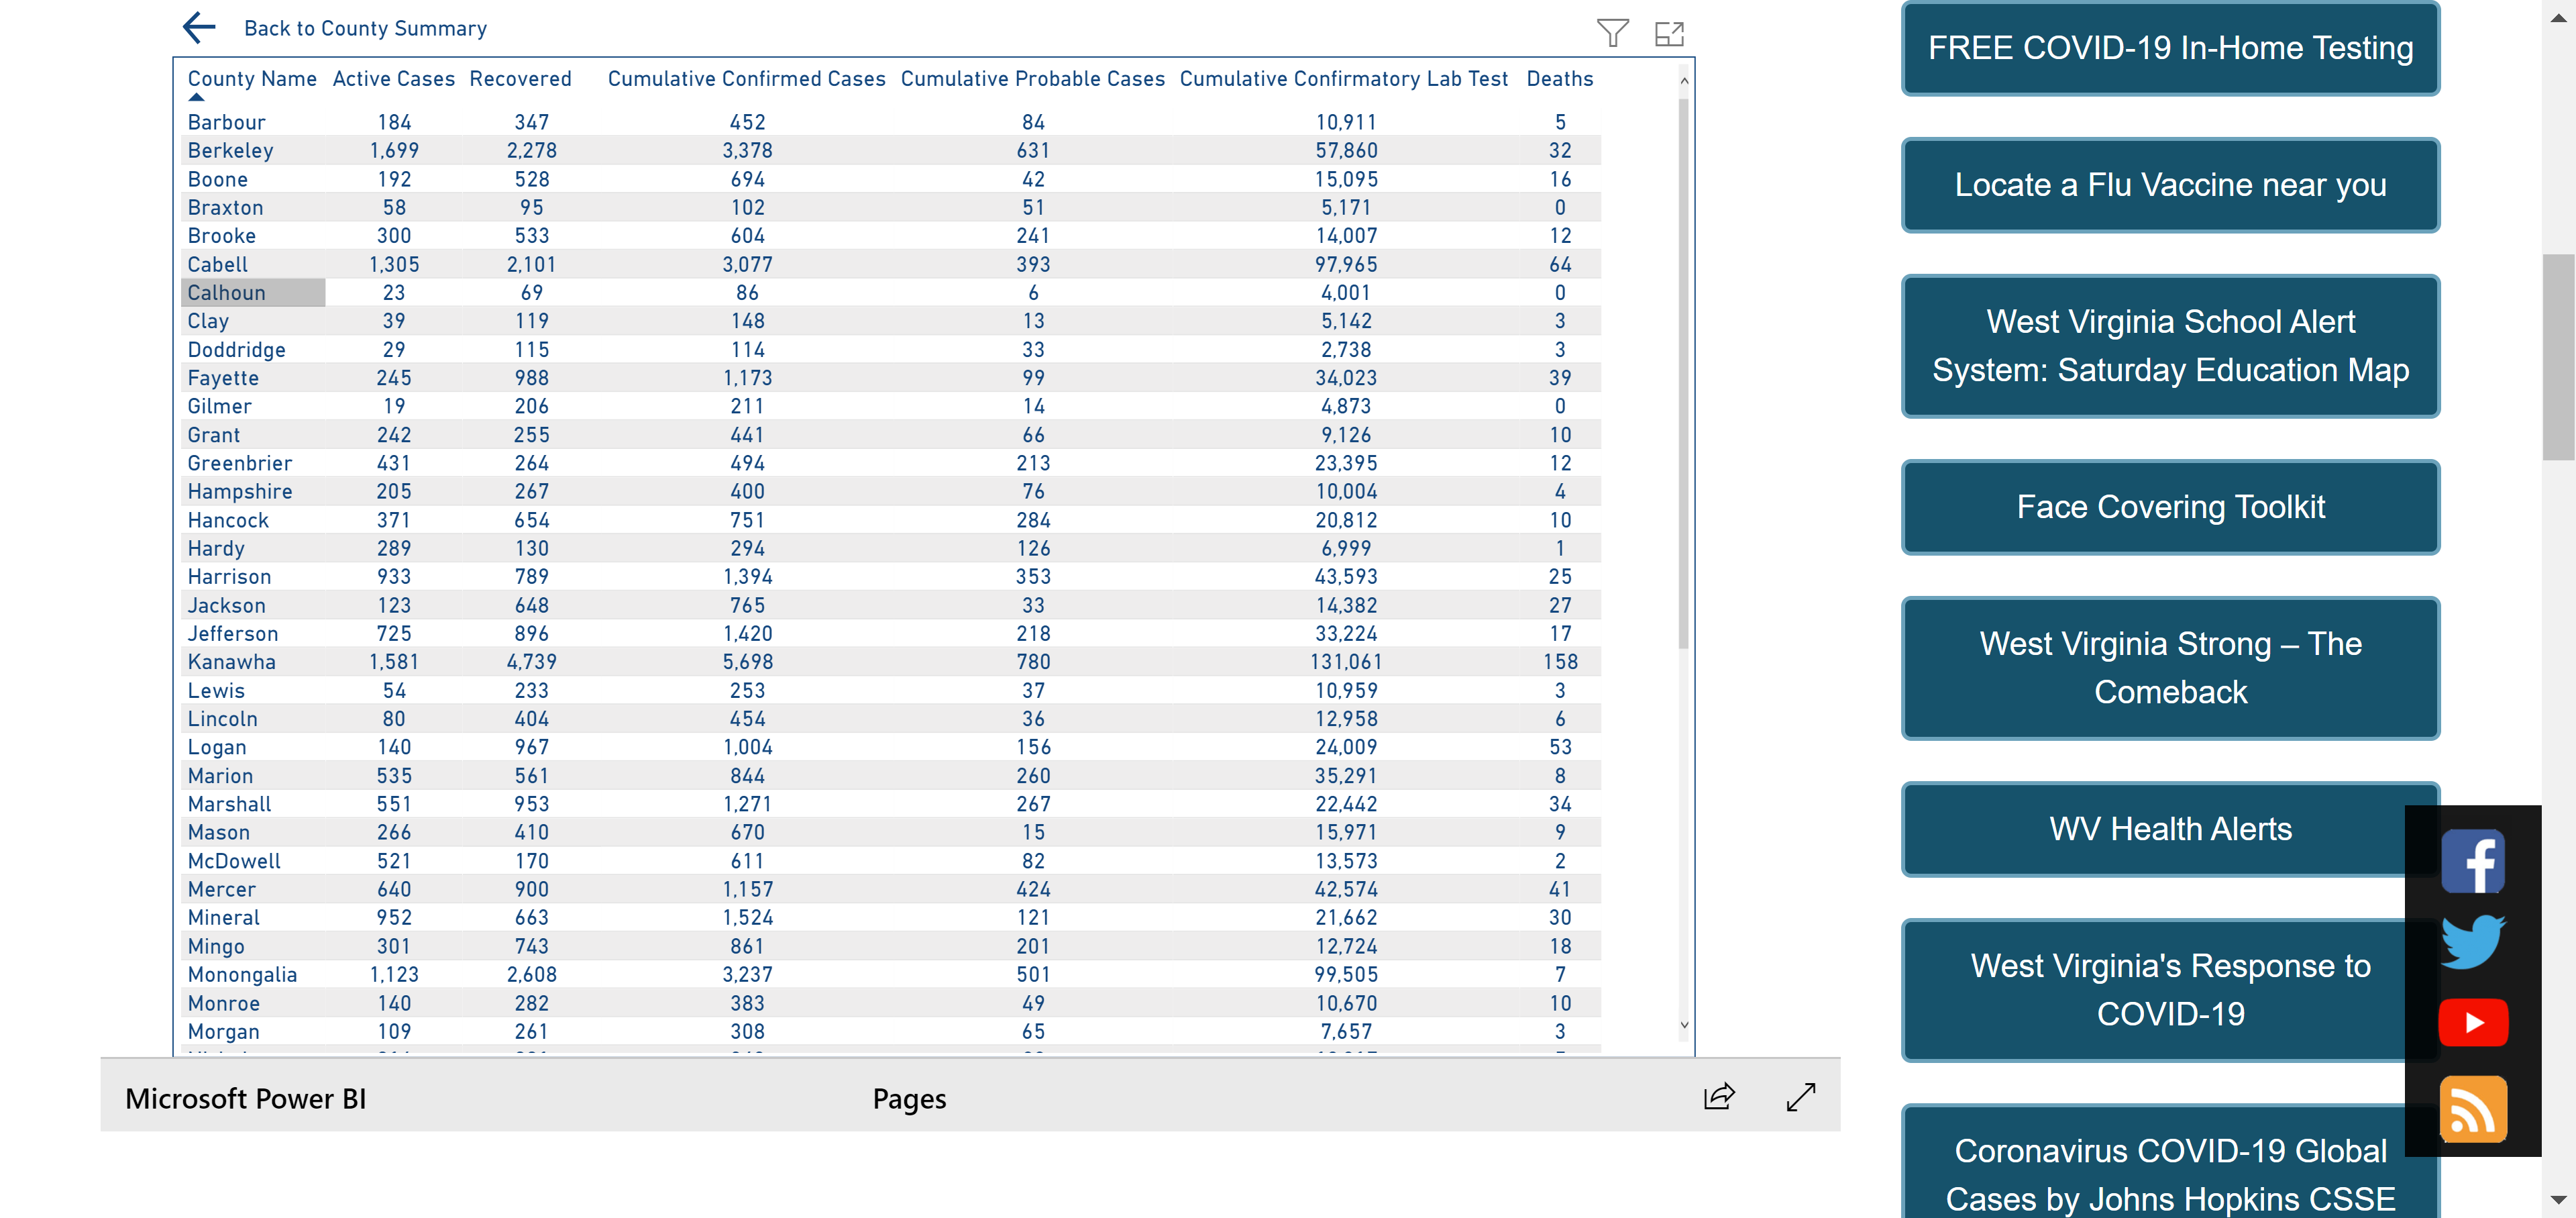 Back to County Summary
County Name Active Cases Recovered Cumulative Confirmed Cases Cumulative Probable Cases Cumulative Confirmatory Lab Test Deaths
Barbour 184 347 452 84 10,911 5
Berkeley 1,699 2,278 3,378 631 57,860 32
Boone 192 528 694 42 15,095 16
Braxton 58 95 102 51 5,171 0
Brooke 300 533 604 241 14,007 12
Cabell 1,305 2,101 3,077 393 97,965 64
Calhoun 23 69 86 6 4,001 0
Clay 39 119 148 13 5,142 3
Doddridge 29 115 114 33 2,738 3
Fayette 245 988 1,173 99 34,023 39
Gilmer 19 206 211 14 4,873 0
Grant 242 255 441 66 9,126 10
Greenbrier 431 264 494 213 23,395 12
Hampshire 205 267 400 76 10,004 4
Hancock 371 654 751 284 20,812 10
Hardy 289 130 294 126 6,999 1
Harrison 933 789 1,394 353 43,593 25
Jackson 123 648 765 33 14,382 27
Jefferson 725 896 1,420 218 33,224 17
Kanawha 1,581 4,739 5,698 780 131,061 158
Lewis 54 233 253 37 10,959 3
Lincoln 80 404 454 36 12,958 6
Logan 140 967 1,004 156 24,009 53
Marion 535 561 844 260 35,291 8
Marshall 551 953 1,271 267 22,442 34
Mason 266 410 670 15 15,971 9
McDowell 521 170 611 82 13,573 2
Mercer 640 900 1,157 424 42,574 41
Mineral 952 663 1,524 121 21,662 30
Mingo 301 743 861 201 12,724 18
Monongalia 1,123 2,608 3,237 501 99,505 7
Monroe 140 282 383 49 10,670 10
Morgan 109 261 308 65 7,657 3
Microsoft Power BI
Pages
FREE COVID-19 In-Home Testing
Locate a Flu Vaccine near you
West Virginia School Alert
System: Saturday Education Map
Face Covering Toolkit
West Virginia Strong – The
Comeback
WV Health Alerts
West Virginia's Response to
COVID-19
Coronavirus COVID-19 Global
Cases by Johns Hopkins CSSE